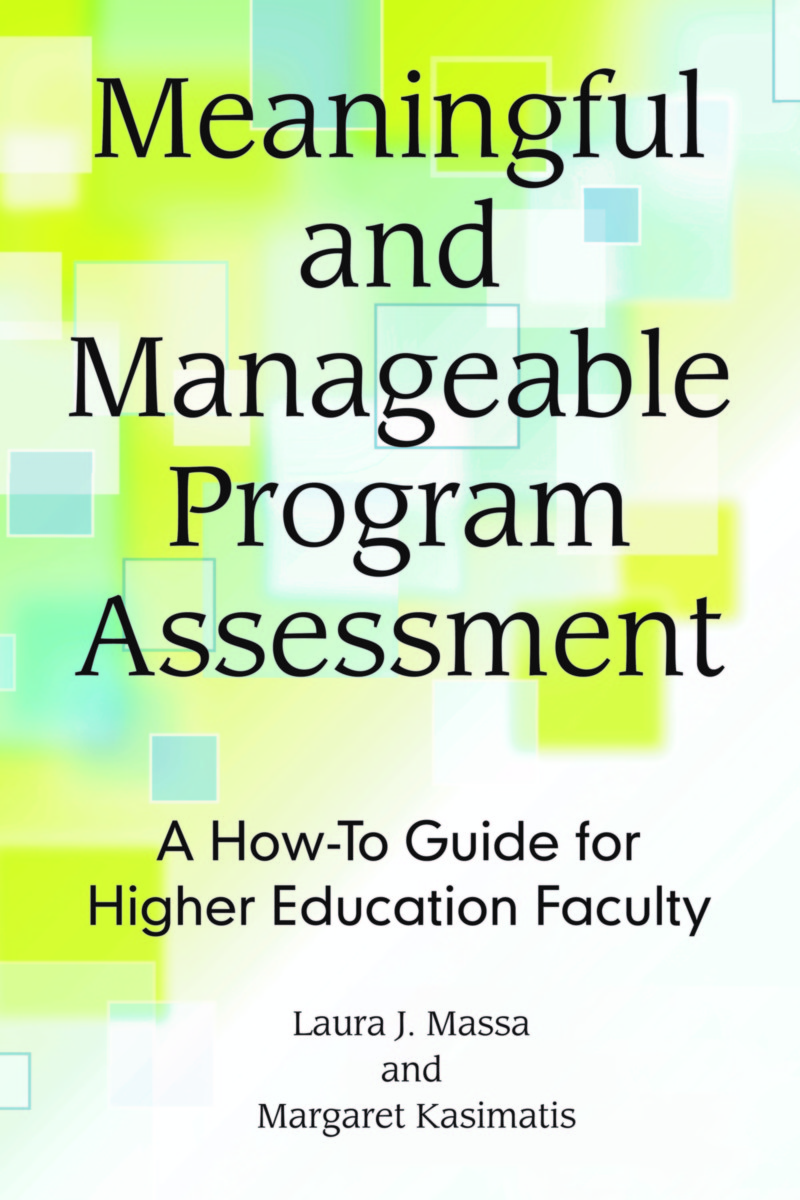 Meaningful
and
Manageable
Program
Assessment
A How-To Guide for
Higher Education Faculty
Laura J. Massa
and
Margaret Kasimatis